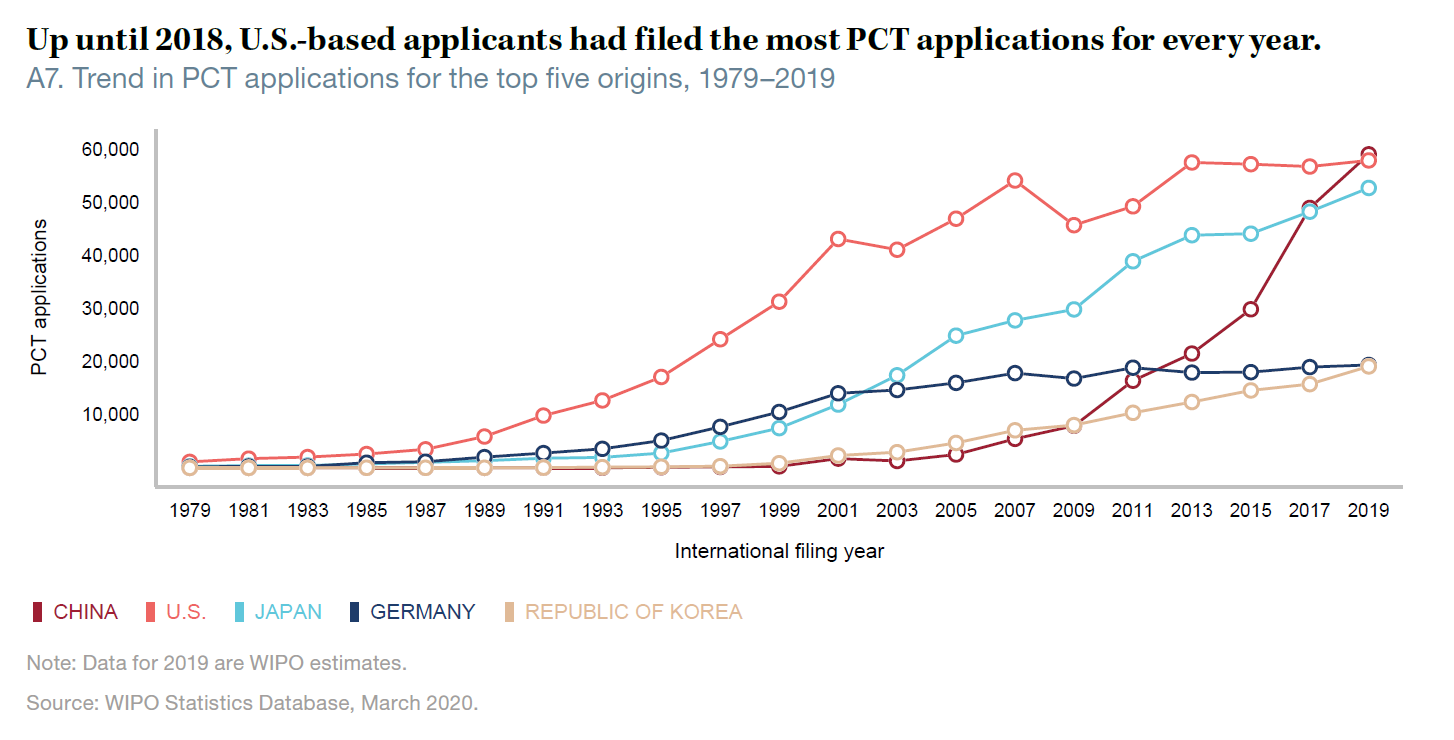 Up until 2018, U.S.-based applicants had filed the most PCT applications for every year.
A7. Trend in PCT applications for the top five origins, 1979–2019
60,000
50,000
40,000
30,000
20,000
10,000
PCT applications
1979 1981 1983 1985 1987 1989 1991 1993 1995 1997 1999 2001 2003 2005 2007 2009 2011 2013 2015 2017 2019
International filing year
CHINA U.S. JAPAN GERMANY REPUBLIC OF KOREA
Note: Data for 2019 are WIPO estimates.
Source: WIPO Statistics Database, March 2020.